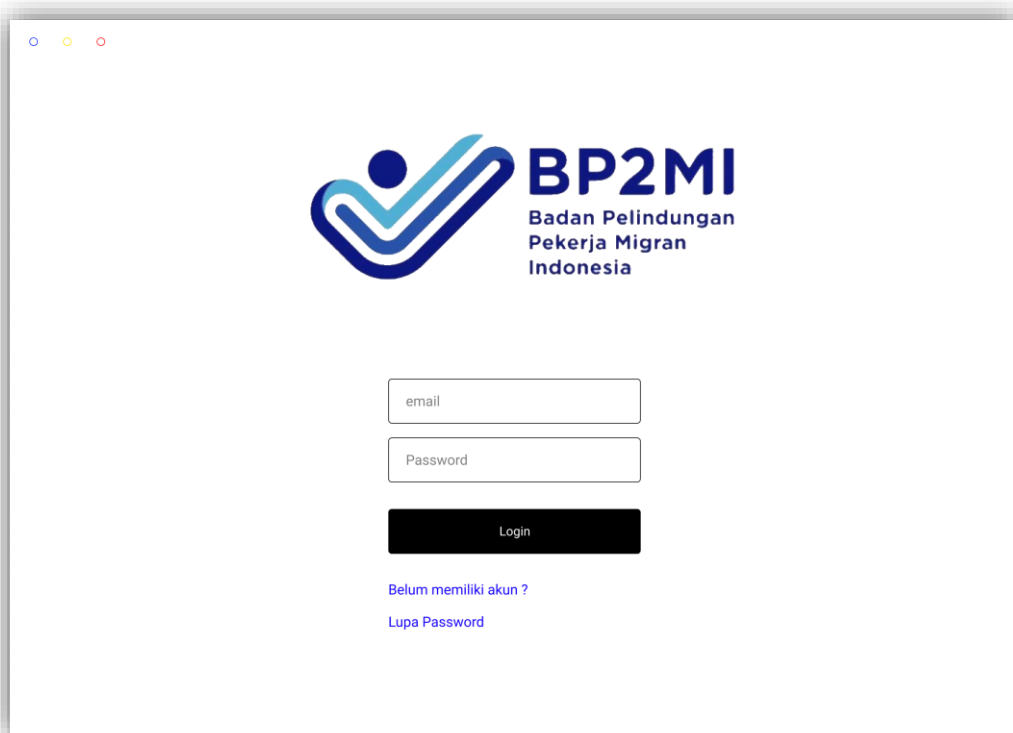 BP2MI
Badan Pelindungan
Pekerja Migran
Indonesia
email
Password
Login
Belum memiliki akun ?
Lupa Password